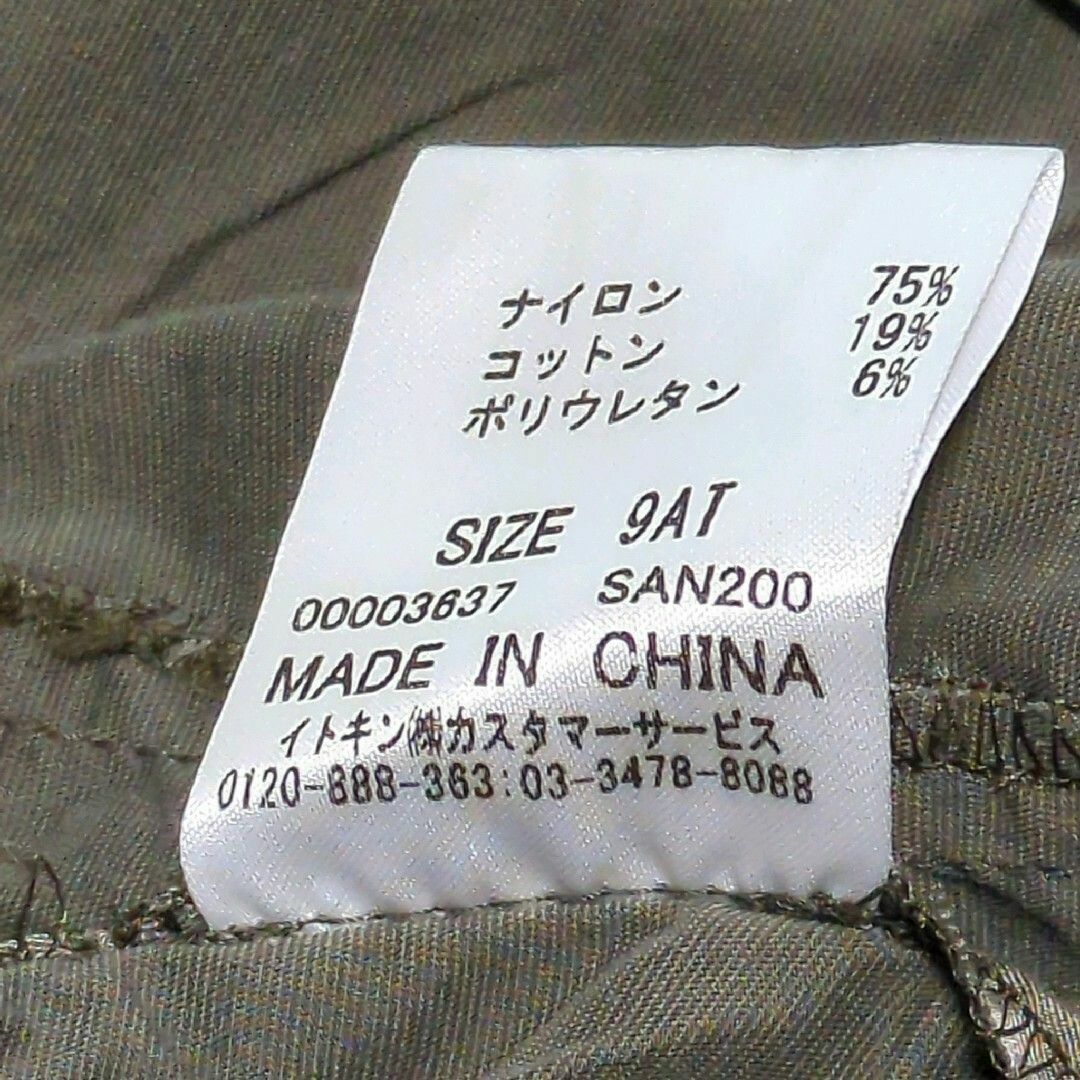 ナイロン 75%
コットン 19%
ポリウレタン 6%
SIZE 9AT
00003637 SAN200
MADE IN CHINA
イトキン㈱カスタマーサービス
0120-888-363:03-3478-8088